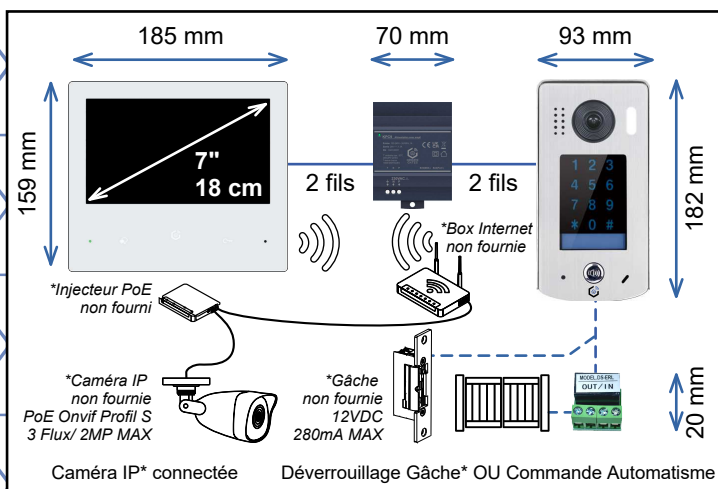 185 mm
70 mm
93 mm
159 mm
7"
18 cm
2 fils
2 fils
1 2 3
4 5 6
7 8 9
* 0 #
182 mm
*Box Internet
non fournie
*Injecteur PoE
non fourni
*Caméra IP
non fournie
PoE Onvif Profil S
3 Flux/ 2MP MAX
*Gâche
non fournie
12VDC
280mA MAX
MODEL.DS-ERL
OUT/IN
20 mm
Caméra IP* connectée
Déverrouillage Gâche* OU Commande Automatisme